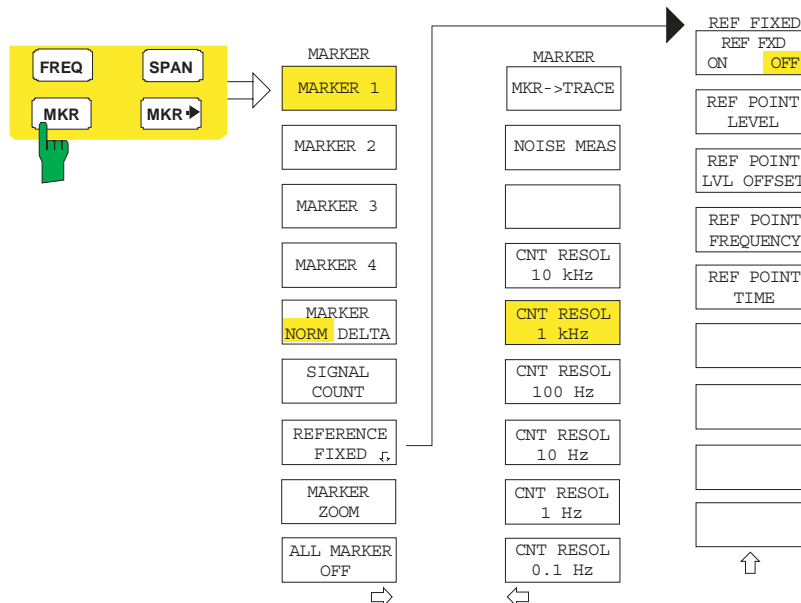 FREQ
SPAN
MKR
MKR
MARKER
MARKER 1
MARKER 2
MARKER 3
MARKER 4
MARKER
NORM DELTA
SIGNAL
COUNT
REFERENCE
FIXED
MARKER
ZOOM
ALL MARKER
OFF
MARKER
MKR->TRACE
NOISE MEAS
CNT RESOL
10 kHz
CNT RESOL
1 kHz
CNT RESOL
100 Hz
CNT RESOL
10 Hz
CNT RESOL
1 Hz
CNT RESOL
0.1 Hz
REF FIXED
REF FXD
ON OFF
REF POINT
LEVEL
REF POINT
LVL OFFSET
REF POINT
FREQUENCY
REF POINT
TIME